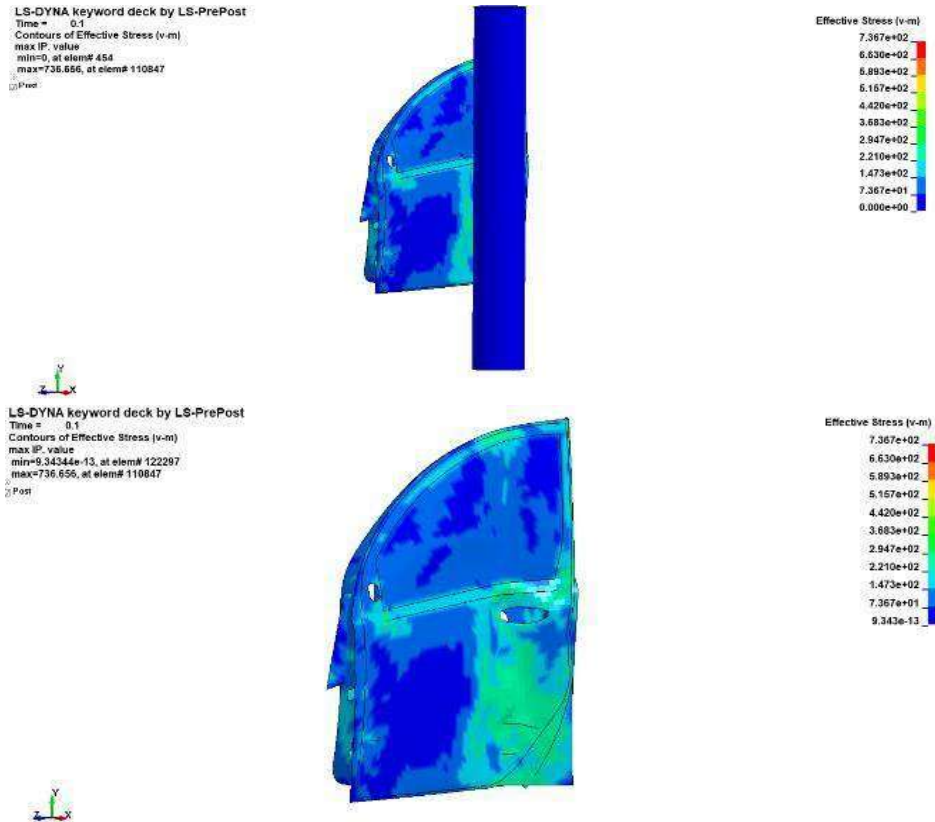 LS-DYNA keyword deck by LS-PrePost
Time = 0.1
Contours of Effective Stress (v-m)
max IP. value
min=0, at elem# 454
max=736.656, at elem# 110847
Post
Effective Stress (v-m)
7.367e+02
6.630e+02
5.893e+02
5.157e+02
4.420e+02
3.683e+02
2.947e+02
2.210e+02
1.473e+02
7.367e+01
0.000e+00
Y
Z X
LS-DYNA keyword deck by LS-PrePost
Time = 0.1
Contours of Effective Stress (v-m)
max IP. value
min=9.34344e-13, at elem# 122297
max=736.656, at elem# 110847
Post
Effective Stress (v-m)
7.367e+02
6.630e+02
5.893e+02
5.157e+02
4.420e+02
3.683e+02
2.947e+02
2.210e+02
1.473e+02
7.367e+01
9.343e-13
Y
Z X